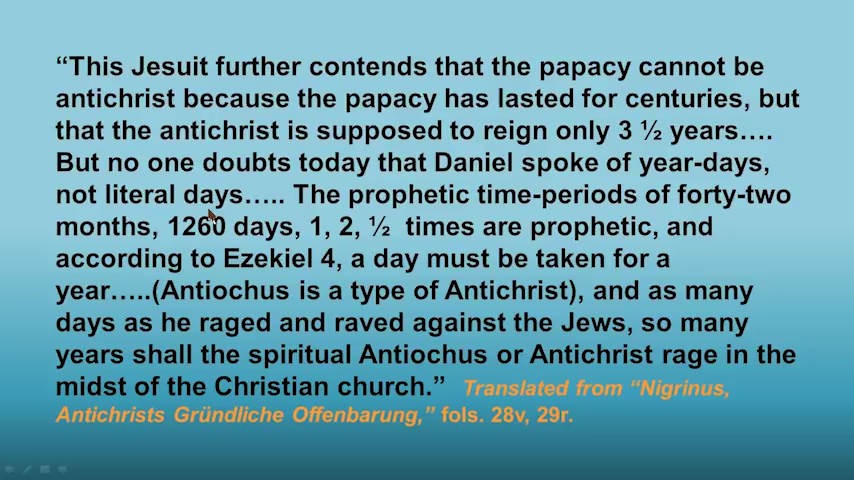 “This Jesuit further contends that the papacy cannot be
antichrist because the papacy has lasted for centuries, but
that the antichrist is supposed to reign only 3 ½ years….
But no one doubts today that Daniel spoke of year-days,
not literal days….. The prophetic time-periods of forty-two
months, 1260 days, 1, 2, ½ times are prophetic, and
according to Ezekiel 4, a day must be taken for a
year…..(Antiochus is a type of Antichrist), and as many
days as he raged and raved against the Jews, so many
years shall the spiritual Antiochus or Antichrist rage in the
midst of the Christian church.” Translated from “Nigrinus,
Antichrists Gründliche Offenbarung,” fols. 28v, 29r.